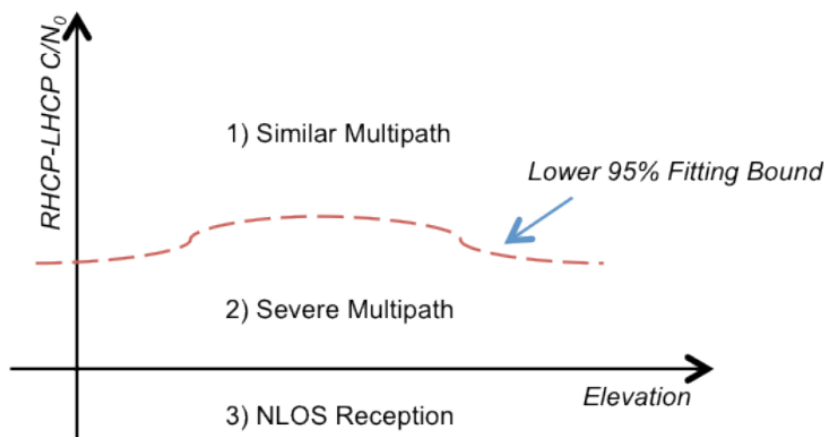 RHCP-LHCP C/N₀
1) Similar Multipath
Lower 95% Fitting Bound
2) Severe Multipath
Elevation
3) NLOS Reception